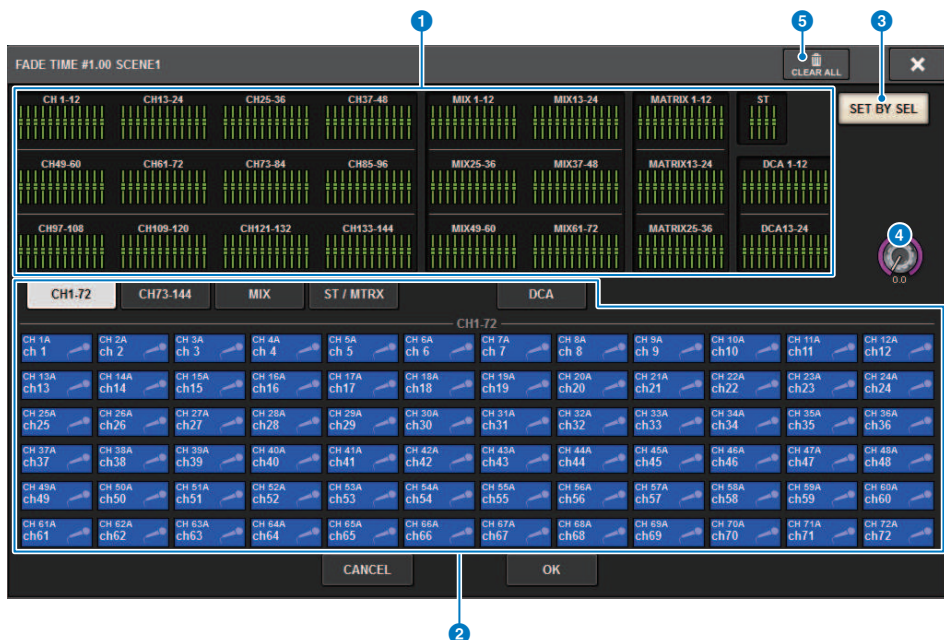 1 5 3
FADE TIME #1.00 SCENE1 CLEAR ALL ×
CH 1-12 CH13-24 CH25-36 CH37-48 MIX 1-12 MIX13-24 MATRIX 1-12 ST SET BY SEL
CH49-60 CH61-72 CH73-84 CH85-96 MIX25-36 MIX37-48 MATRIX13-24 DCA 1-12
CH97-108 CH109-120 CH121-132 CH133-144 MIX49-60 MIX61-72 MATRIX25-36 DCA13-24
4
0.0
CH1-72 CH73-144 MIX ST / MTRX DCA
CH1-72
CH 1A CH 2A CH 3A CH 4A CH 5A CH 6A CH 7A CH 8A CH 9A CH 10A CH 11A CH 12A
ch 1 ch 2 ch 3 ch 4 ch 5 ch 6 ch 7 ch 8 ch 9 ch10 ch11 ch12
CH 13A CH 14A CH 15A CH 16A CH 17A CH 18A CH 19A CH 20A CH 21A CH 22A CH 23A CH 24A
ch13 ch14 ch15 ch16 ch17 ch18 ch19 ch20 ch21 ch22 ch23 ch24
CH 25A CH 26A CH 27A CH 28A CH 29A CH 30A CH 31A CH 32A CH 33A CH 34A CH 35A CH 36A
ch25 ch26 ch27 ch28 ch29 ch30 ch31 ch32 ch33 ch34 ch35 ch36
CH 37A CH 38A CH 39A CH 40A CH 41A CH 42A CH 43A CH 44A CH 45A CH 46A CH 47A CH 48A
ch37 ch38 ch39 ch40 ch41 ch42 ch43 ch44 ch45 ch46 ch47 ch48
CH 49A CH 50A CH 51A CH 52A CH 53A CH 54A CH 55A CH 56A CH 57A CH 58A CH 59A CH 60A
ch49 ch50 ch51 ch52 ch53 ch54 ch55 ch56 ch57 ch58 ch59 ch60
CH 61A CH 62A CH 63A CH 64A CH 65A CH 66A CH 67A CH 68A CH 69A CH 70A CH 71A CH 72A
ch61 ch62 ch63 ch64 ch65 ch66 ch67 ch68 ch69 ch70 ch71 ch72
CANCEL OK
2